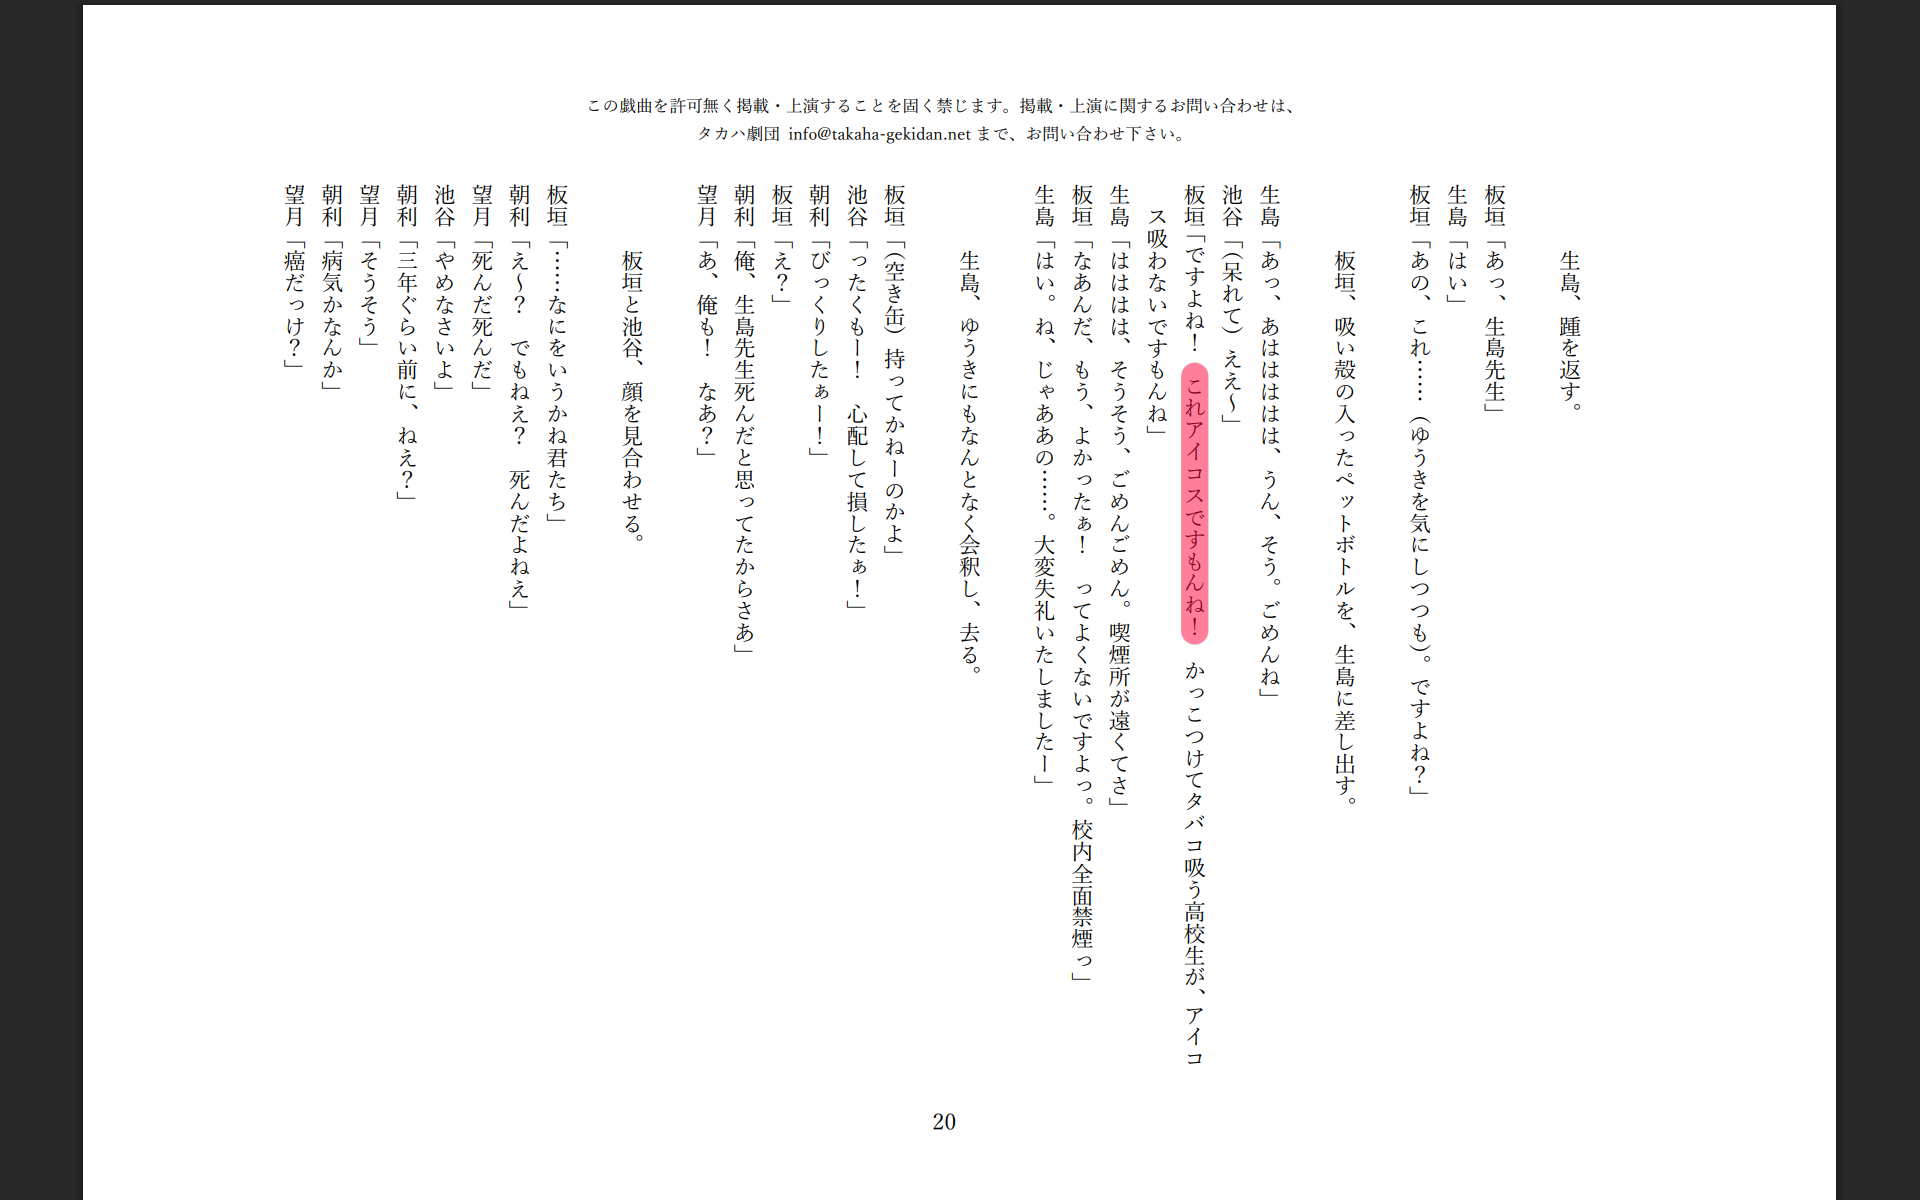 この戯曲を許可無く掲載・上演することを固く禁じます。掲載・上演に関するお問い合わせは、
タカハ劇団 info@takaha-gekidan.net まで、お問い合わせ下さい。
生島、踵を返す。
板垣「あっ、生島先生」
生島「はい」
板垣「あの、これ……（ゆうきを気にしつつも）。ですよね？」
板垣、吸い殻の入ったペットボトルを、生島に差し出す。
生島「あっ、あははははは、うん、そう。ごめんね」
池谷「（呆れて）ええ〜」
板垣「ですよね！　これアイコスですもんね！　かっこつけてタバコ吸う高校生が、アイコ
ス吸わないですもんね」
生島「はははは、そうそう、ごめんごめん。喫煙所が遠くてさ」
板垣「なあんだ、もう、よかったぁ！　ってよくないですよっ。校内全面禁煙っ」
生島「はい。ね、じゃああの……。大変失礼いたしましたー」
生島、ゆうきにもなんとなく会釈し、去る。
板垣「（空き缶）持ってかねーのかよ」
池谷「ったくもー！　心配して損したぁ！」
朝利「びっくりしたぁー！」
板垣「え？」
朝利「俺、生島先生死んだと思ってたからさあ」
望月「あ、俺も！　なあ？」
板垣と池谷、顔を見合わせる。
板垣「……なにをいうかね君たち」
朝利「え〜？　でもねえ？　死んだよねえ」
望月「死んだ死んだ」
池谷「やめなさいよ」
朝利「三年ぐらい前に、ねえ？」
望月「そうそう」
朝利「病気かなんか」
望月「癌だっけ？」
20